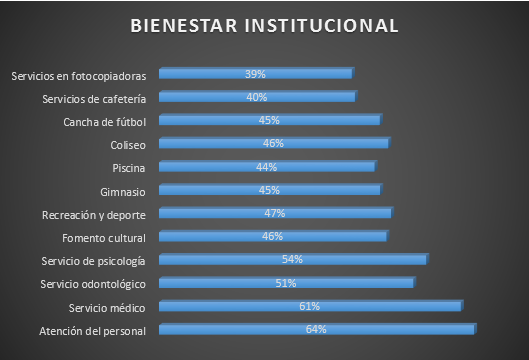 BIENESTAR INSTITUCIONAL
Servicios en fotocopiadoras 39%
Servicios de cafetería 40%
Cancha de fútbol 45%
Coliseo 46%
Piscina 44%
Gimnasio 45%
Recreación y deporte 47%
Fomento cultural 46%
Servicio de psicología 54%
Servicio odontológico 51%
Servicio médico 61%
Atención del personal 64%